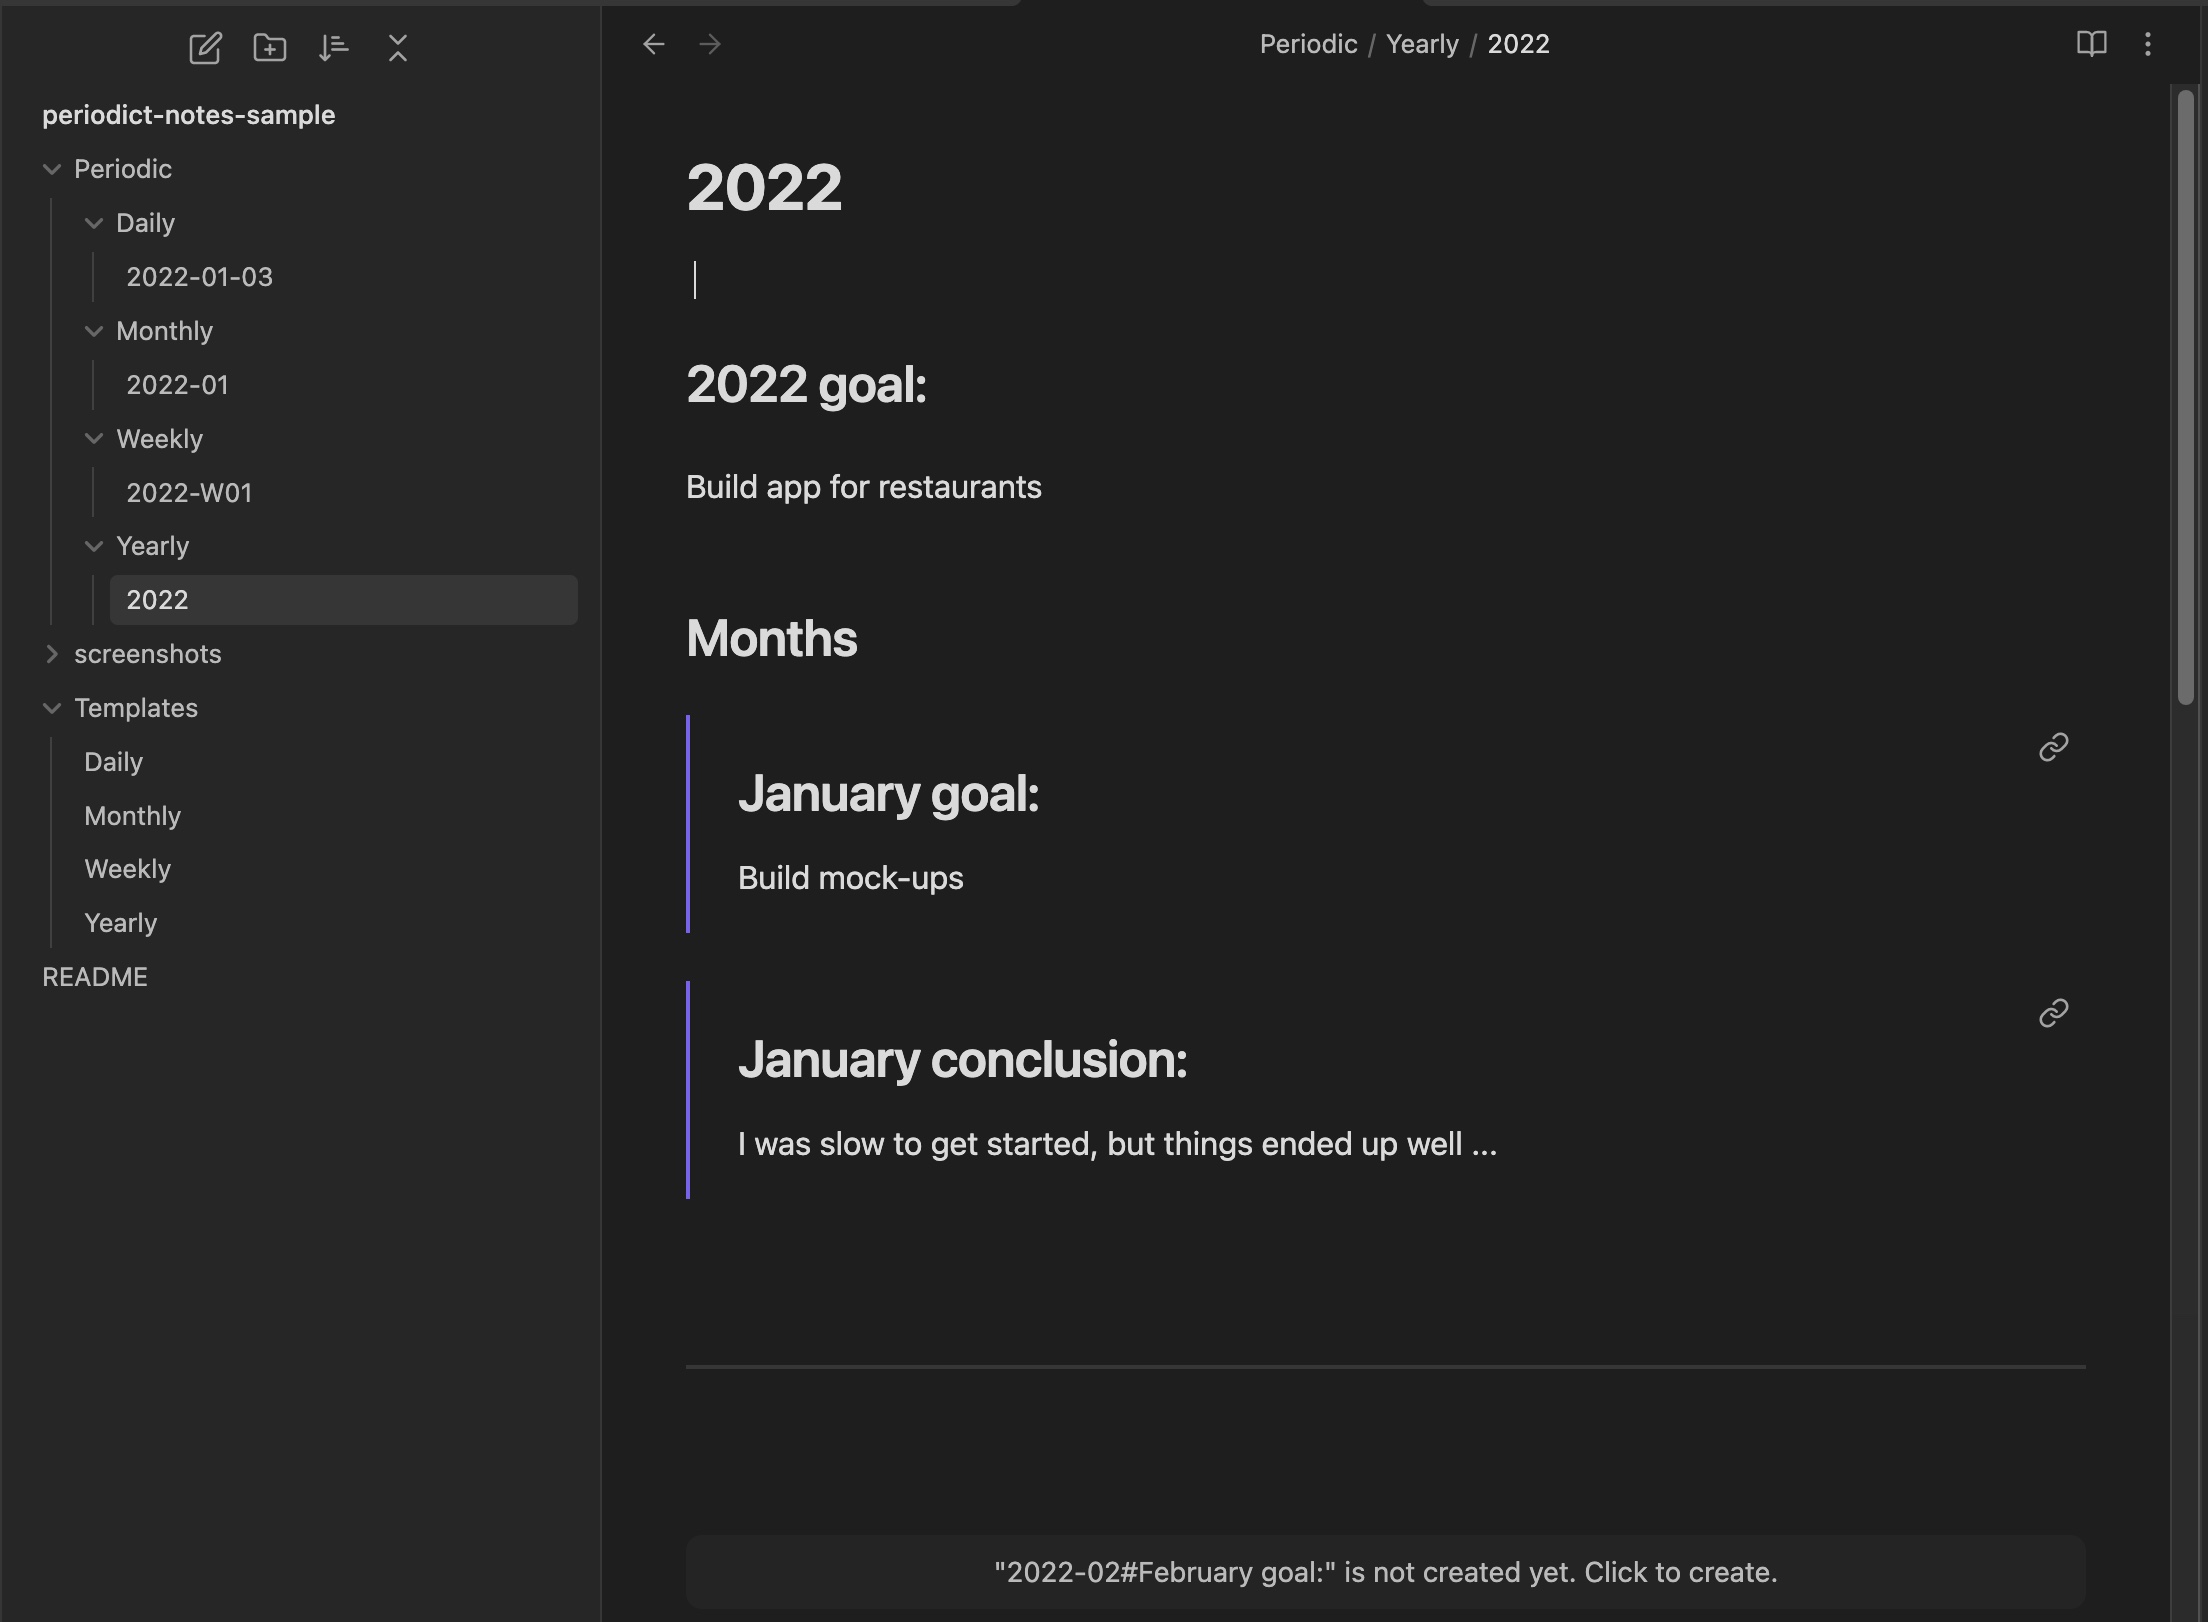 periodict-notes-sample
Periodic
Daily
2022-01-03
Monthly
2022-01
Weekly
2022-W01
Yearly
2022
screenshots
Templates
Daily
Monthly
Weekly
Yearly
README
Periodic / Yearly / 2022
2022
2022 goal:
Build app for restaurants
Months
January goal:
Build mock-ups
January conclusion:
I was slow to get started, but things ended up well ...
"2022-02#February goal:" is not created yet. Click to create.